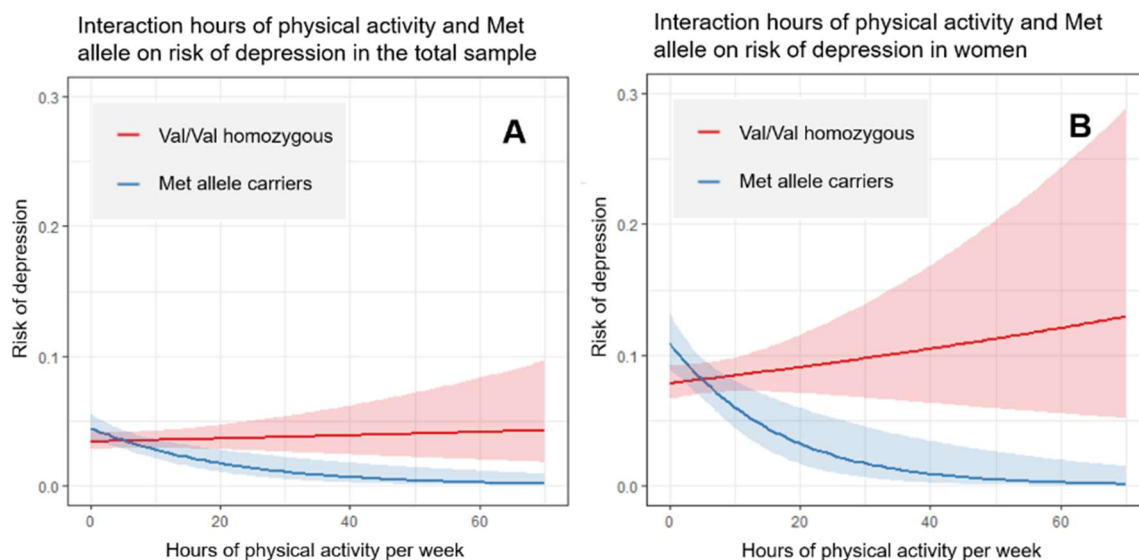 Interaction hours of physical activity and Met
allele on risk of depression in the total sample
0.3
0.2
0.1
0.0
Risk of depression
Val/Val homozygous
Met allele carriers
A
0
20
40
60
Hours of physical activity per week
Interaction hours of physical activity and Met
allele on risk of depression in women
0.3
0.2
0.1
0.0
Risk of depression
Val/Val homozygous
Met allele carriers
B
0
20
40
60
Hours of physical activity per week